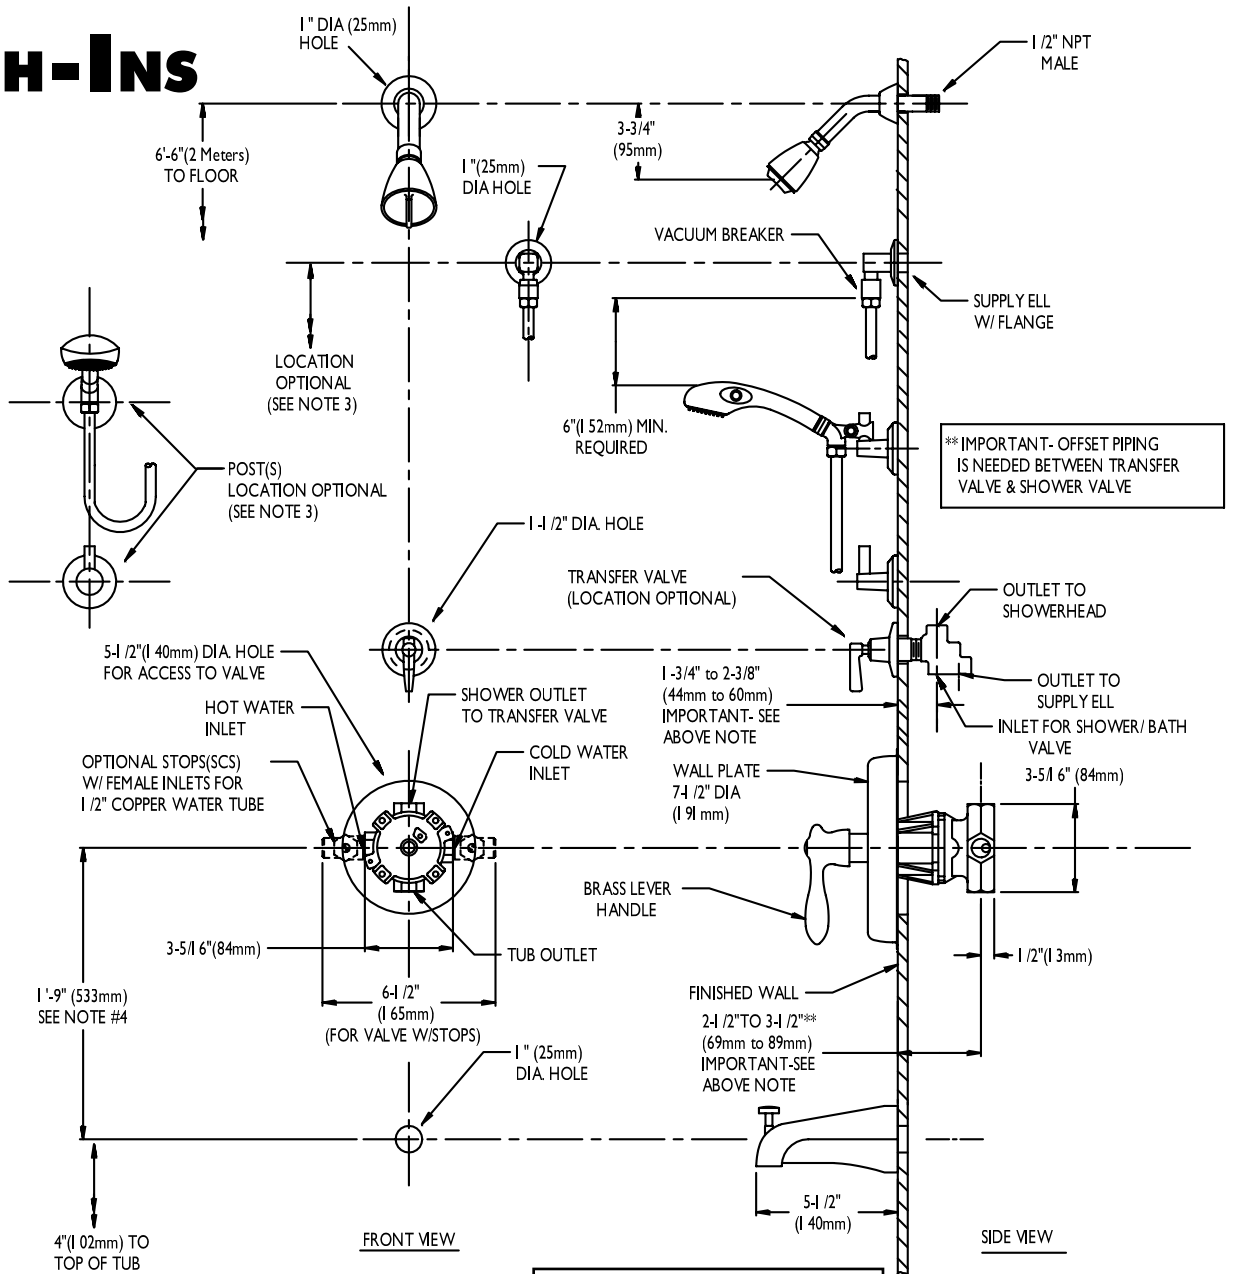 H-INS
1" DIA (25mm)
HOLE
1/2" NPT
MALE
3-3/4"
(95mm)
6'-6"(2 Meters)
TO FLOOR
1"(25mm)
DIA HOLE
VACUUM BREAKER
SUPPLY ELL
W/ FLANGE
LOCATION
OPTIONAL
(SEE NOTE 3)
6"(152mm) MIN.
REQUIRED
** IMPORTANT- OFFSET PIPING
IS NEEDED BETWEEN TRANSFER
VALVE & SHOWER VALVE
POST(S)
LOCATION OPTIONAL
(SEE NOTE 3)
1-1/2" DIA. HOLE
TRANSFER VALVE
(LOCATION OPTIONAL)
OUTLET TO
SHOWERHEAD
5-1/2"(140mm) DIA. HOLE
FOR ACCESS TO VALVE
1-3/4" to 2-3/8"
(44mm to 60mm)
IMPORTANT- SEE
ABOVE NOTE
OUTLET TO
SUPPLY ELL
INLET FOR SHOWER/ BATH
VALVE
HOT WATER
INLET
SHOWER OUTLET
TO TRANSFER VALVE
COLD WATER
INLET
OPTIONAL STOPS(SCS)
W/ FEMALE INLETS FOR
1/2" COPPER WATER TUBE
WALL PLATE
7-1/2" DIA
(191mm)
3-5/16" (84mm)
BRASS LEVER
HANDLE
3-5/16"(84mm)
TUB OUTLET
1/2"(13mm)
1'-9" (533mm)
SEE NOTE #4
6-1/2"
(165mm)
(FOR VALVE W/STOPS)
FINISHED WALL
2-1/2"TO 3-1/2"**
(69mm to 89mm)
IMPORTANT-SEE
ABOVE NOTE
1" (25mm)
DIA. HOLE
5-1/2"
(140mm)
4"(102mm) TO
TOP OF TUB
FRONT VIEW
SIDE VIEW